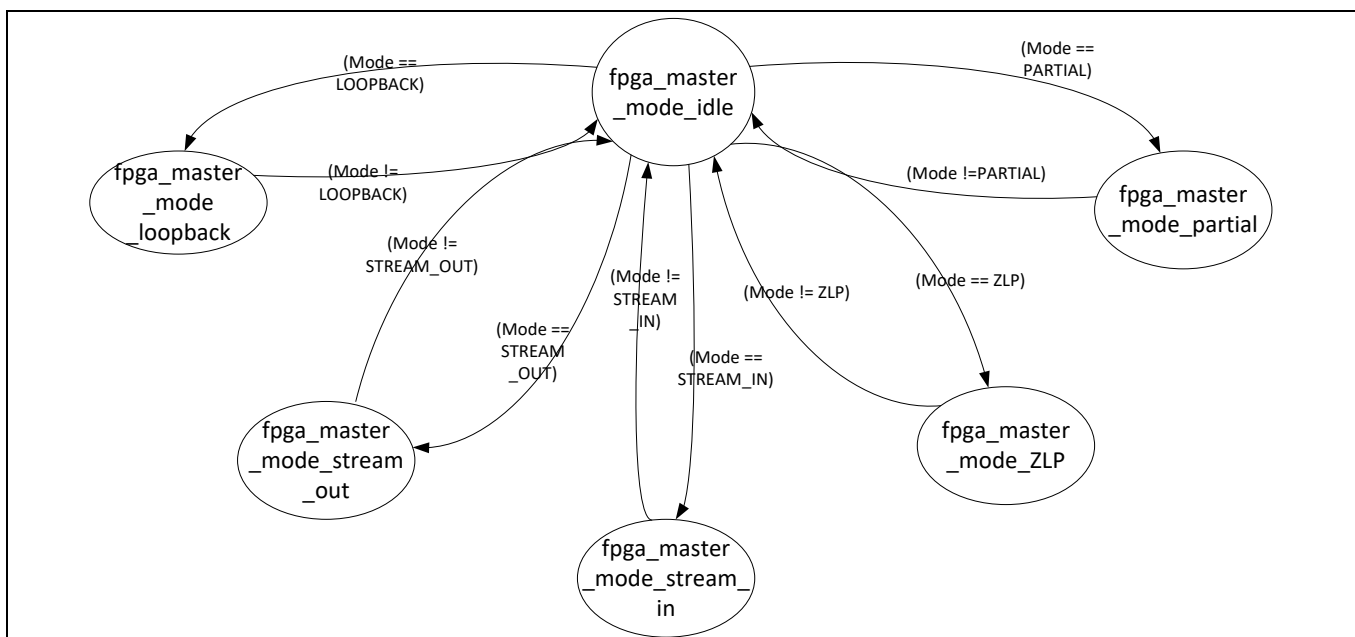 (Mode ==
LOOPBACK)
fpga_master
_mode_idle
(Mode ==
PARTIAL)
fpga_master
_mode
_loopback
(Mode !=
LOOPBACK)
(Mode !=PARTIAL)
fpga_master
_mode_partial
(Mode !=
STREAM_OUT)
(Mode !=
STREAM
_IN)
(Mode != ZLP)
(Mode == ZLP)
(Mode ==
STREAM
_OUT)
(Mode ==
STREAM_IN)
fpga_master
_mode_stream
_out
fpga_master
_mode_ZLP
fpga_master
_mode_stream_
in